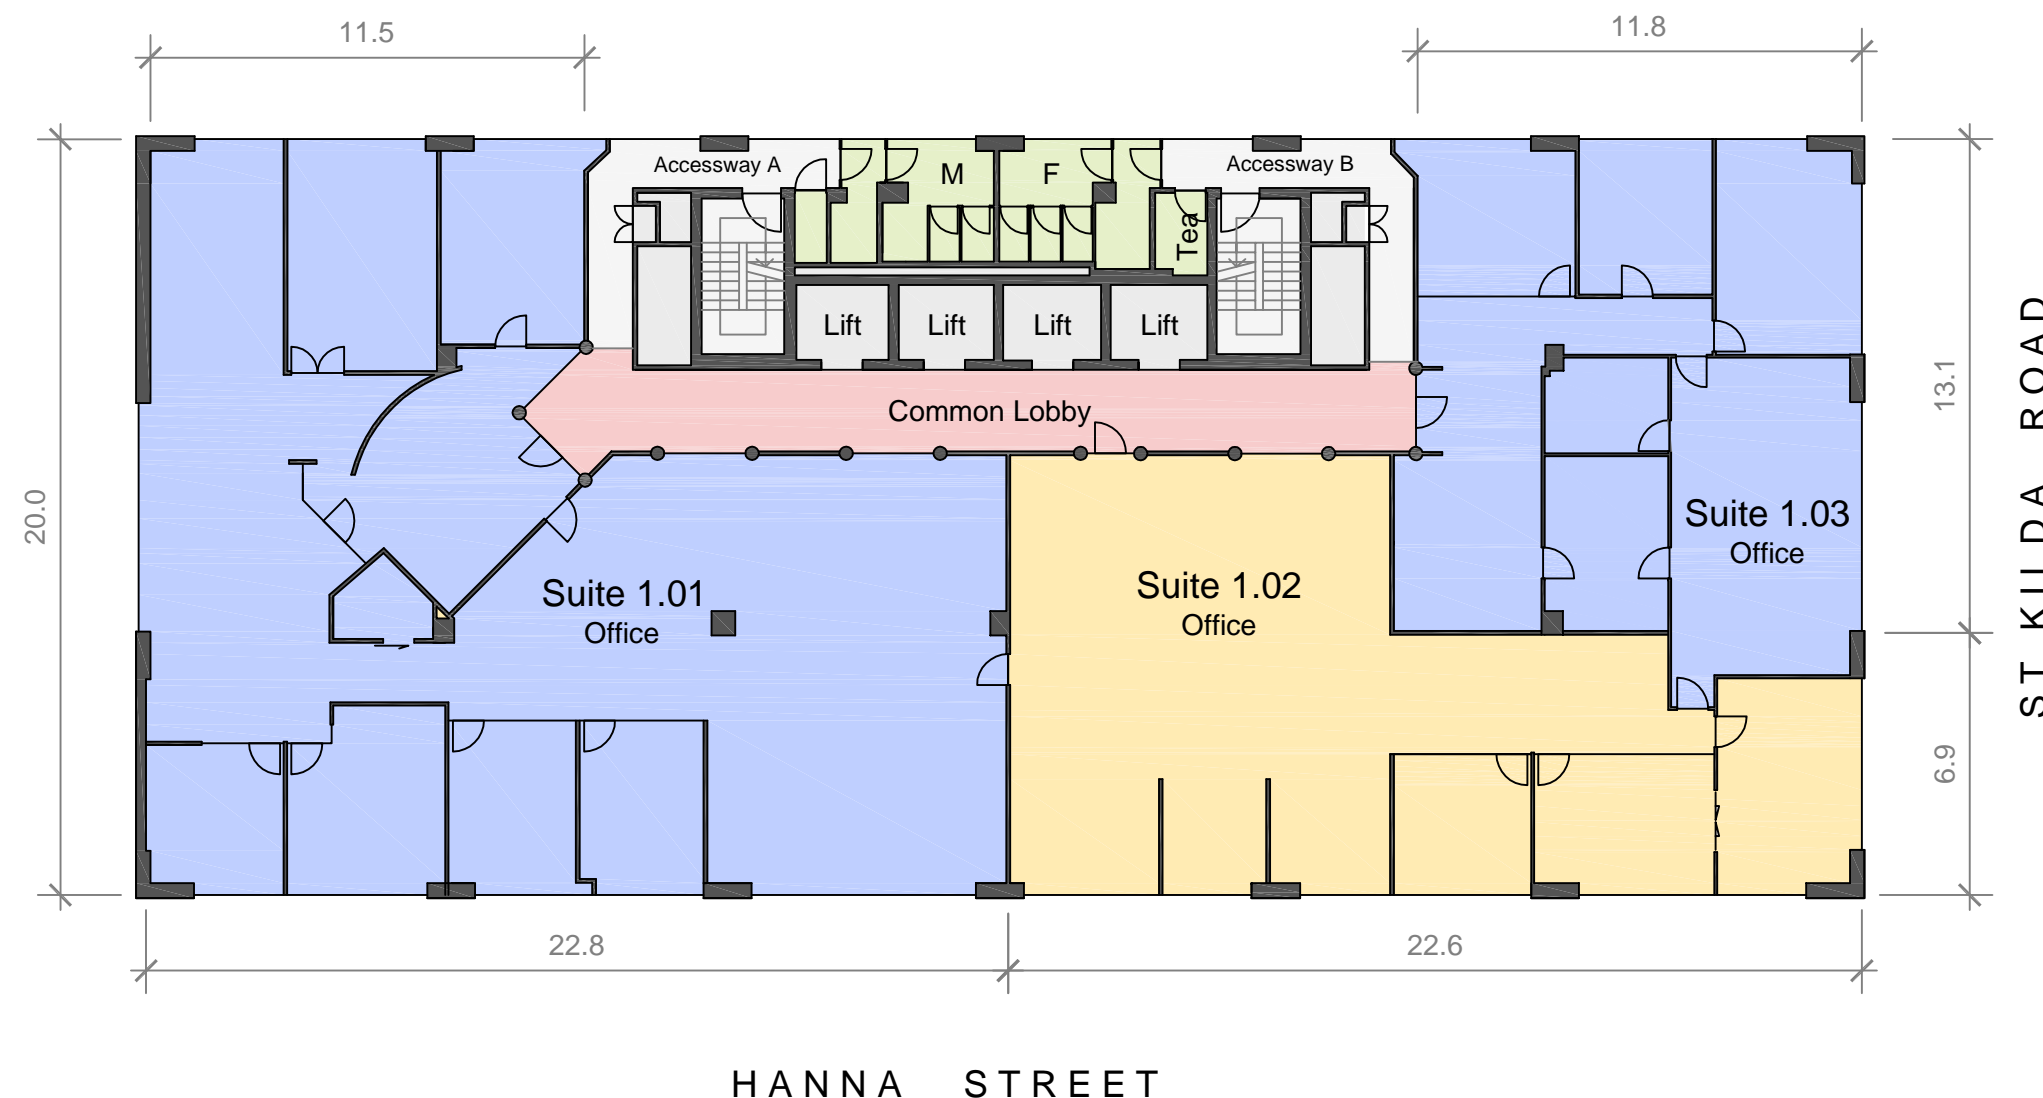 11.5
11.8
Accessway A
M
F
Accessway B
Tea
Lift
Lift
Lift
Lift
Common Lobby
13.1
20.0
Suite 1.03
Office
Suite 1.02
Office
Suite 1.01
Office
6.9
22.8
22.6
ST KILDA ROAD
HANNA STREET